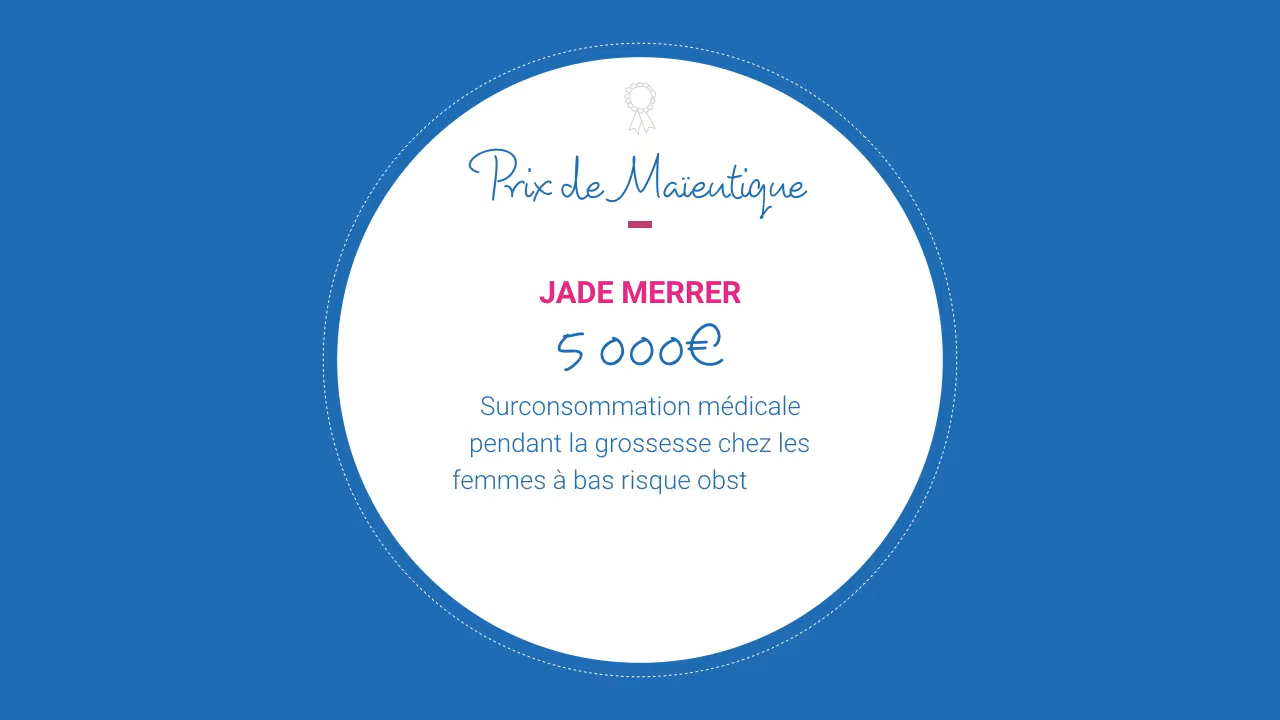 Prix de Maïeutique
JADE MERRER
5 000€
Surconsommation médicale
pendant la grossesse chez les
femmes à bas risque obst